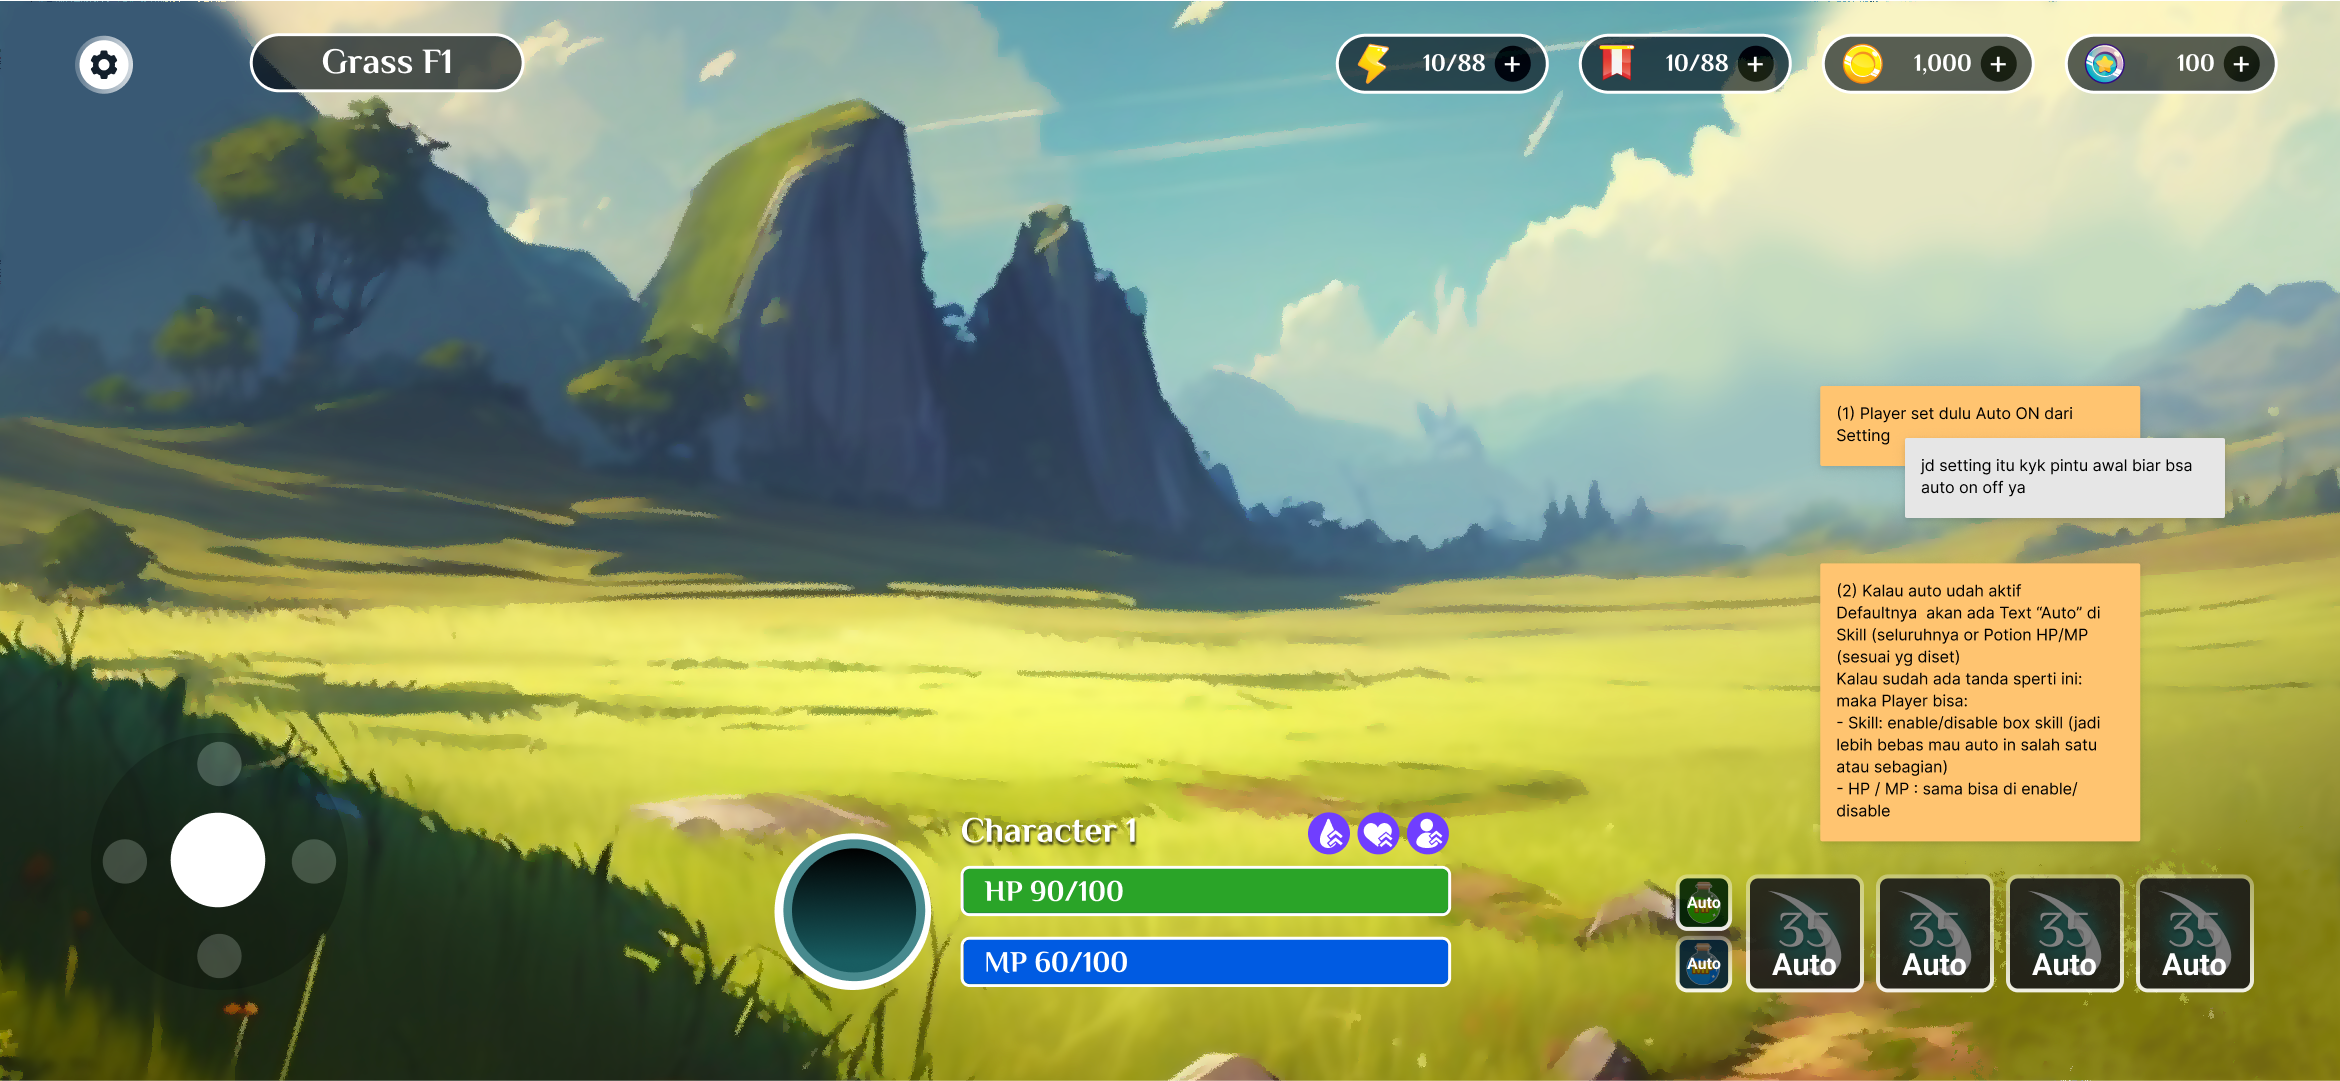 Grass F1
10/88 +
10/88 +
1,000 +
100 +
(1) Player set dulu Auto ON dari
Setting
jd setting itu kyk pintu awal biar bsa
auto on off ya
(2) Kalau auto udah aktif
Defaultnya  akan ada Text “Auto” di
Skill (seluruhnya or Potion HP/MP
(sesuai yg diset)
Kalau sudah ada tanda sperti ini:
maka Player bisa:
- Skill: enable/disable box skill (jadi
lebih bebas mau auto in salah satu
atau sebagian)
- HP / MP : sama bisa di enable/
disable
Character 1
HP 90/100
MP 60/100
Auto
Auto
35
Auto
35
Auto
35
Auto
35
Auto